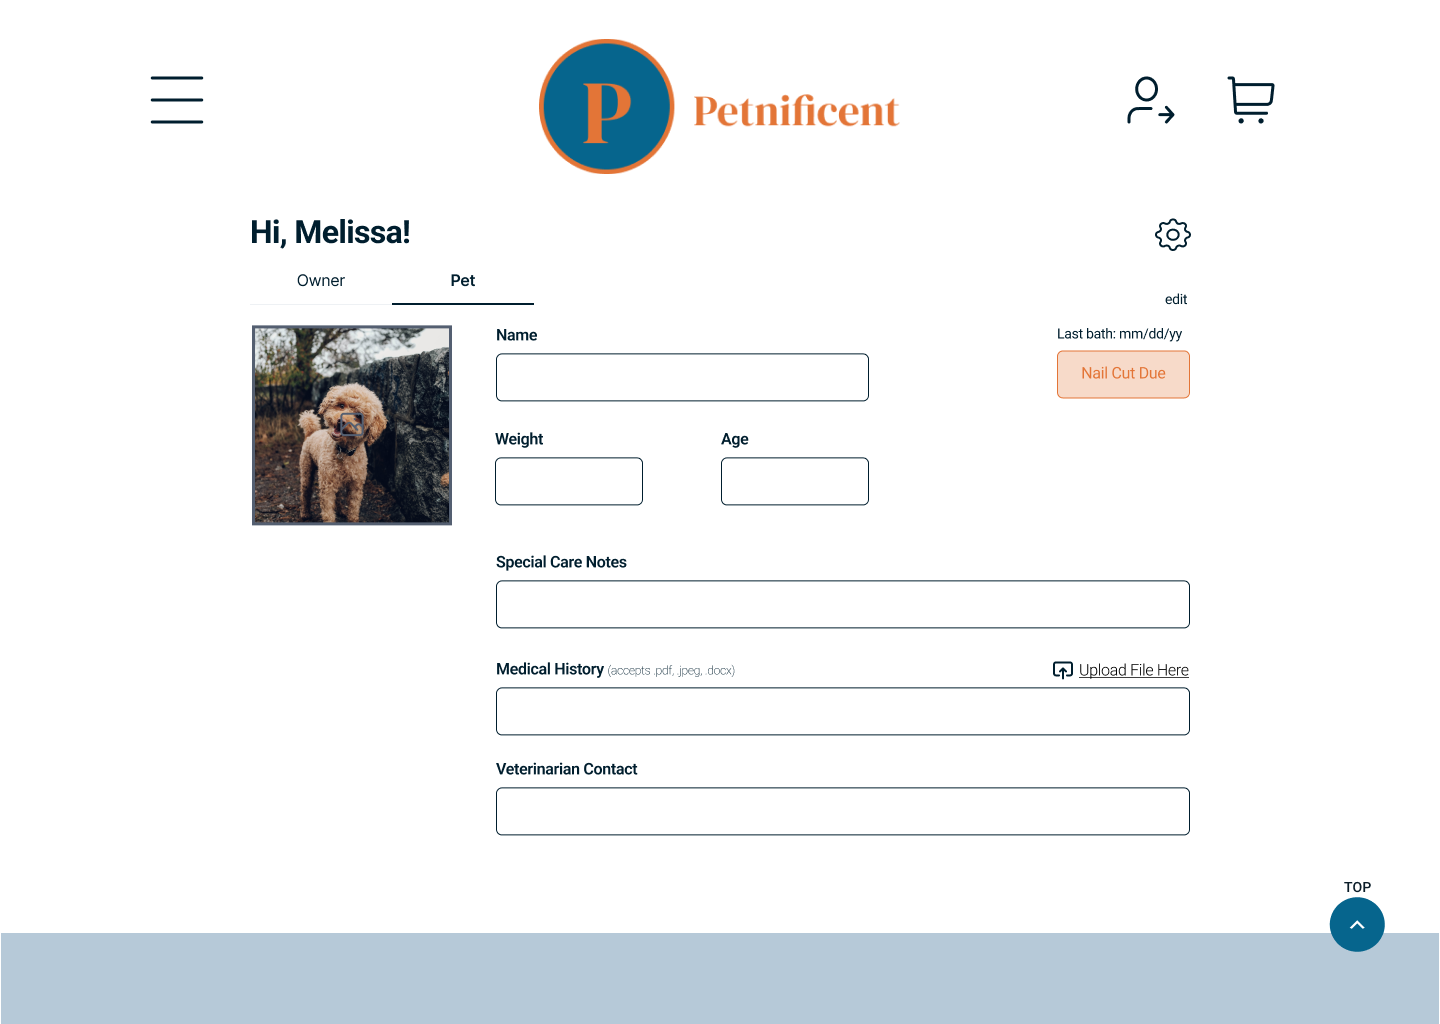 P
Petnificent
Hi, Melissa!
Owner
Pet
edit
Name
Last bath: mm/dd/yy
Nail Cut Due
Weight
Age
Special Care Notes
Medical History (accepts .pdf, .jpeg, .docx)
Upload File Here
Veterinarian Contact
TOP